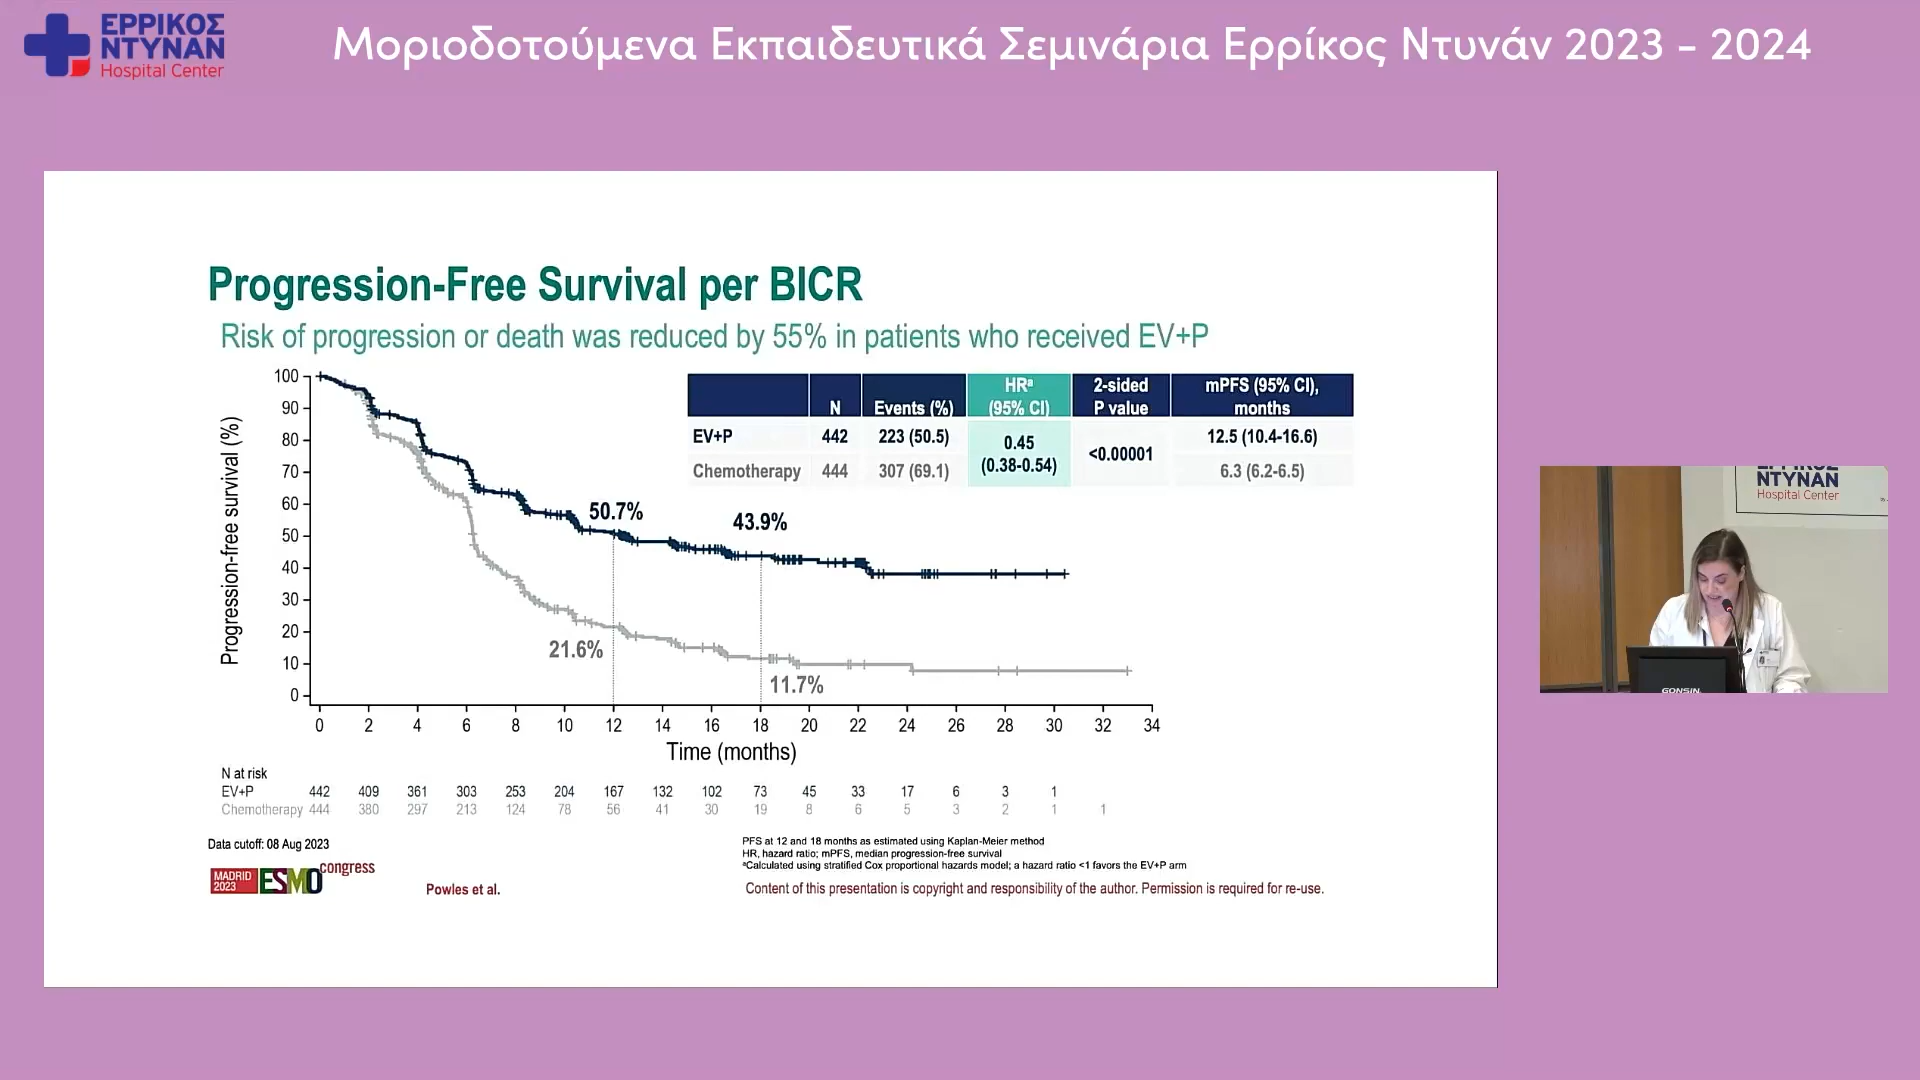 ΕΡΡΙΚΟΣ
ΝΤΥΝΑΝ
Hospital Center
Μοριοδοτούμενα Εκπαιδευτικά Σεμινάρια Ερρίκος Ντυνάν 2023 – 2024
Progression-Free Survival per BICR
Risk of progression or death was reduced by 55% in patients who received EV+P
N Events (%) HRᵃ (95% CI) 2-sided P value mPFS (95% CI), months
EV+P 442 223 (50.5) 0.45 (0.38-0.54) <0.00001 12.5 (10.4-16.6)
Chemotherapy 444 307 (69.1) 6.3 (6.2-6.5)
Progression-free survival (%)
100
90
80
70
60
50
40
30
20
10
0
50.7%
43.9%
21.6%
11.7%
0 2 4 6 8 10 12 14 16 18 20 22 24 26 28 30 32 34
Time (months)
N at risk
EV+P 442 409 361 303 253 204 167 132 102 73 45 33 17 6 3 1
Chemotherapy 444 380 297 213 124 78 56 41 30 19 8 6 5 3 2 1 1
Data cutoff: 08 Aug 2023
PFS at 12 and 18 months as estimated using Kaplan-Meier method
HR, hazard ratio; mPFS, median progression-free survival
ᵃCalculated using stratified Cox proportional hazards model; a hazard ratio <1 favors the EV+P arm
MADRID
2023
ESMO congress
Powles et al.
Content of this presentation is copyright and responsibility of the author. Permission is required for re-use.
ΕΡΡΙΚΟΣ
ΝΤΥΝΑΝ
Hospital Center
GONSIN